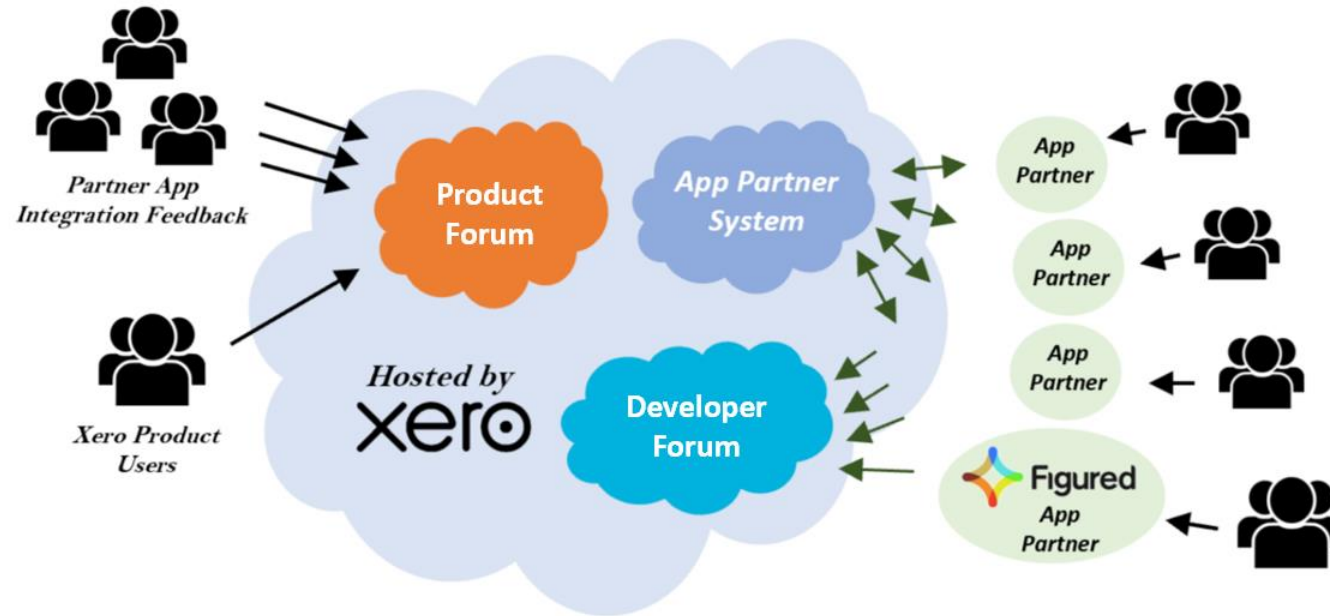 Partner App
Integration Feedback
Product
Forum
App Partner
System
App
Partner
App
Partner
App
Partner
Xero Product
Users
Hosted by
xero
Developer
Forum
Figured
App
Partner